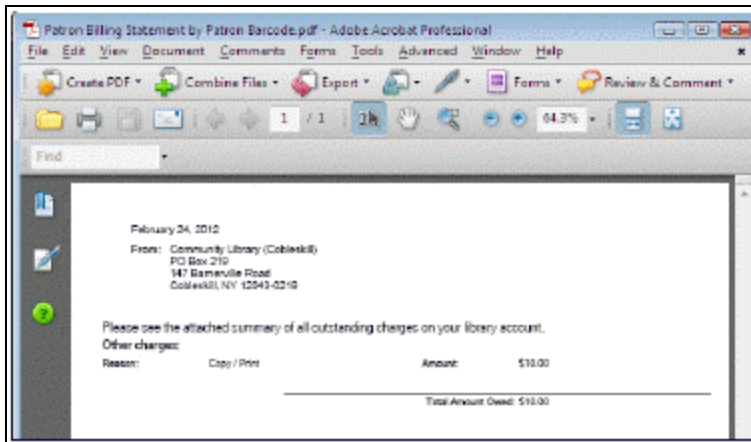 Patron Billing Statement by Patron Barcode.pdf - Adobe Acrobat Professional
File Edit View Document Comments Forms Tools Advanced Window Help
Create PDF Combine Files Export Forms Review & Comment
1 / 1 64.3%
Find
February 24, 2012
From: Community Library (Cobleskill)
PO Box 219
147 Barnerville Road
Cobleskill, NY 12043-0219
Please see the attached summary of all outstanding charges on your library account.
Other charges:
Reason: Copy / Print Amount: $10.00
Total Amount Owed: $10.00